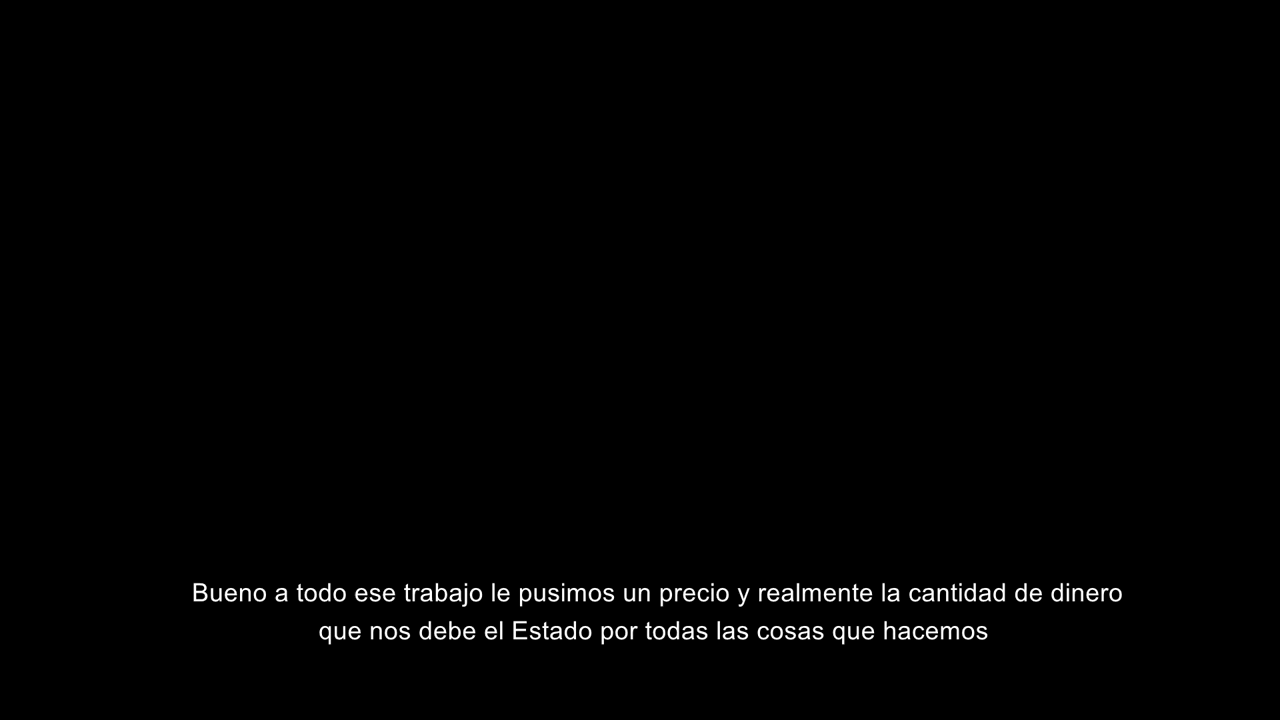 Bueno a todo ese trabajo le pusimos un precio y realmente la cantidad de dinero
que nos debe el Estado por todas las cosas que hacemos